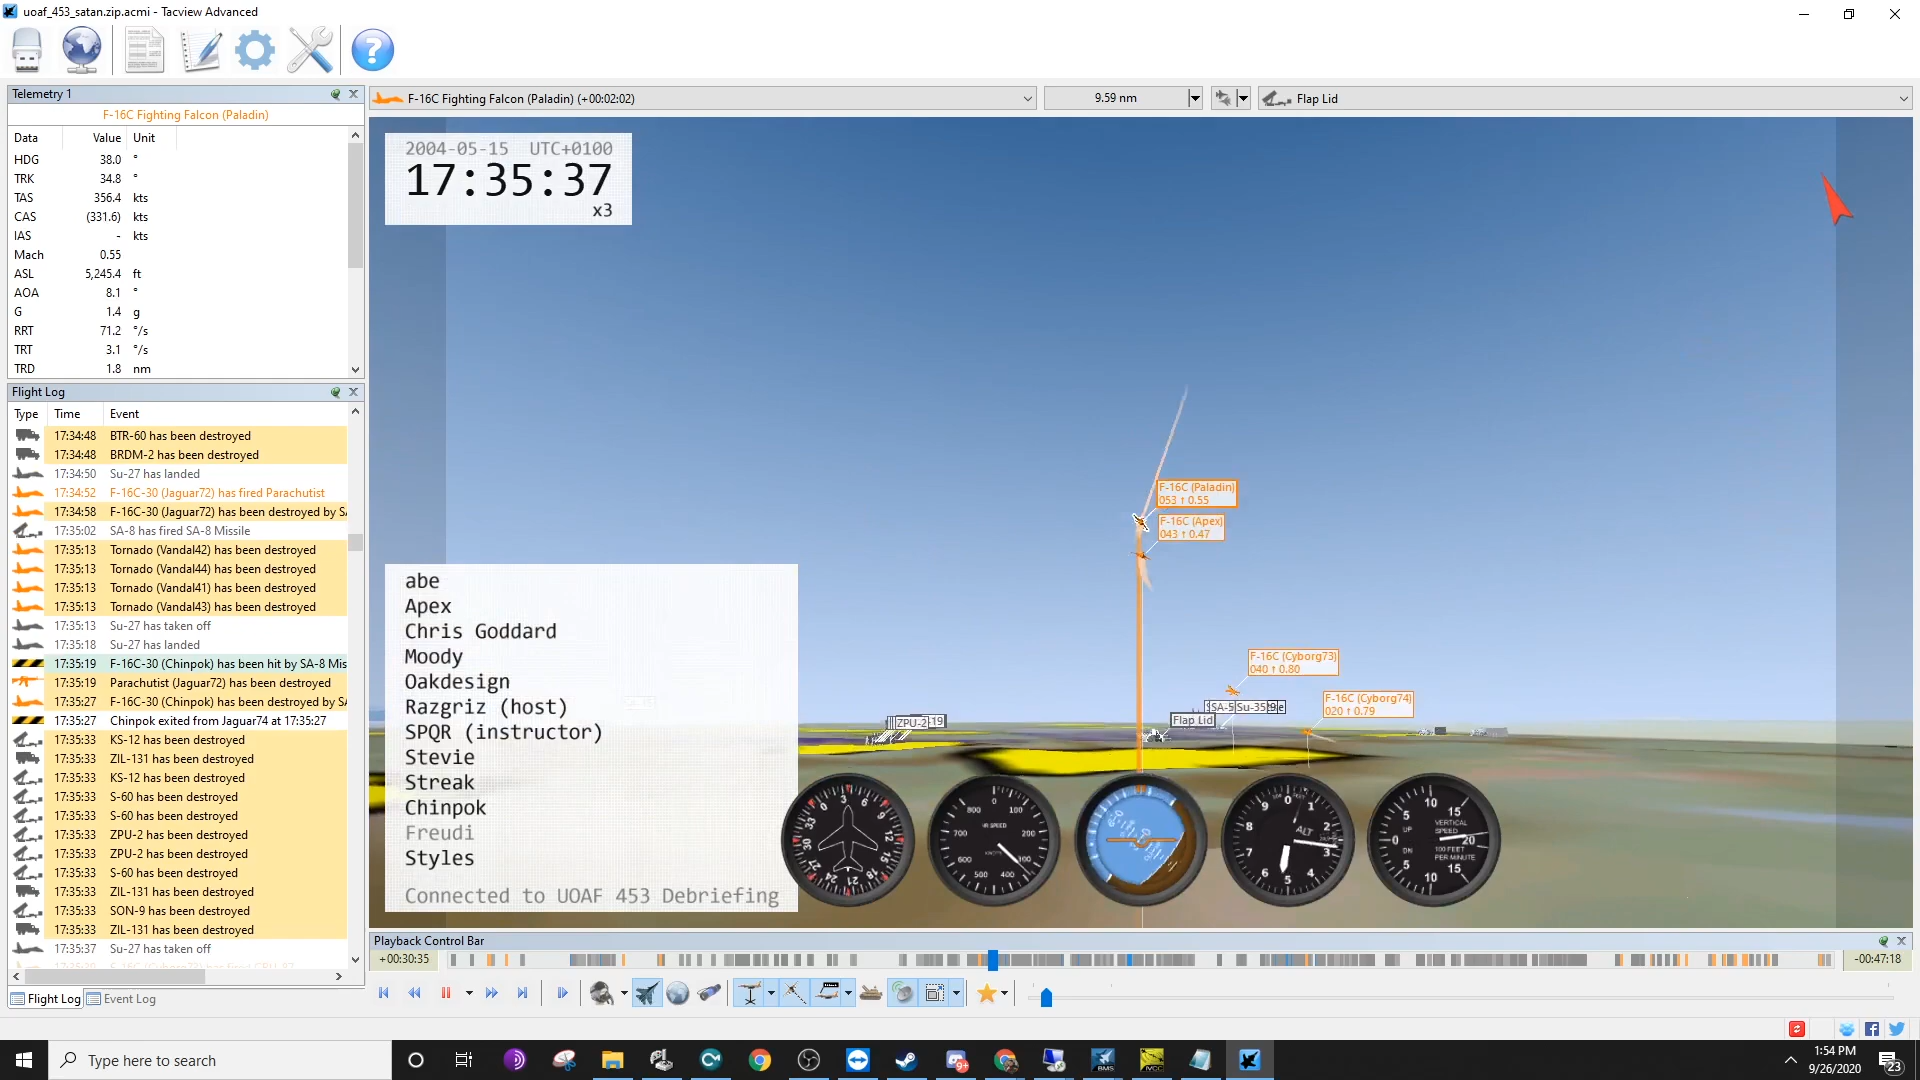 uoaf_453_satan.zip.acmi - Tacview Advanced
Telemetry 1
F-16C Fighting Falcon (Paladin)
Data Value Unit
HDG 38.0 °
TRK 34.8 °
TAS 356.4 kts
CAS (331.6) kts
IAS - kts
Mach 0.55
ASL 5,245.4 ft
AOA 8.1 °
G 1.4 g
RRT 71.2 °/s
TRT 3.1 °/s
TRD 1.8 nm
Flight Log
Type Time Event
17:34:48 BTR-60 has been destroyed
17:34:48 BRDM-2 has been destroyed
17:34:50 Su-27 has landed
17:34:52 F-16C-30 (Jaguar72) has fired Parachutist
17:34:58 F-16C-30 (Jaguar72) has been destroyed by SA
17:35:02 SA-8 has fired SA-8 Missile
17:35:13 Tornado (Vandal42) has been destroyed
17:35:13 Tornado (Vandal44) has been destroyed
17:35:13 Tornado (Vandal41) has been destroyed
17:35:13 Tornado (Vandal43) has been destroyed
17:35:13 Su-27 has taken off
17:35:18 Su-27 has landed
17:35:19 F-16C-30 (Chinpok) has been hit by SA-8 Mis
17:35:19 Parachutist (Jaguar72) has been destroyed
17:35:27 F-16C-30 (Chinpok) has been destroyed by SA
17:35:27 Chinpok exited from Jaguar74 at 17:35:27
17:35:33 KS-12 has been destroyed
17:35:33 ZIL-131 has been destroyed
17:35:33 KS-12 has been destroyed
17:35:33 S-60 has been destroyed
17:35:33 S-60 has been destroyed
17:35:33 ZPU-2 has been destroyed
17:35:33 ZPU-2 has been destroyed
17:35:33 S-60 has been destroyed
17:35:33 ZIL-131 has been destroyed
17:35:33 SON-9 has been destroyed
17:35:33 ZIL-131 has been destroyed
17:35:37 Su-27 has taken off
Flight Log Event Log
F-16C Fighting Falcon (Paladin) (+00:02:02) 9.59 nm Flap Lid
2004-05-15 UTC+0100
17:35:37
x3
F-16C (Paladin)
053 ↑ 0.55
F-16C (Apex)
043 ↑ 0.47
F-16C (Cyborg73)
040 ↑ 0.80
F-16C (Cyborg74)
020 ↑ 0.79
Flap Lid
ZPU-2
abe
Apex
Chris Goddard
Moody
Oakdesign
Razgriz (host)
SPQR (instructor)
Stevie
Streak
Chinpok
Freudi
Styles
Connected to UOAF 453 Debriefing
ALT
VERTICAL
SPEED
100 FEET
PER MINUTE
UP
DN
Playback Control Bar
+00:30:35 -00:47:18
Type here to search
1:54 PM
9/26/2020
23